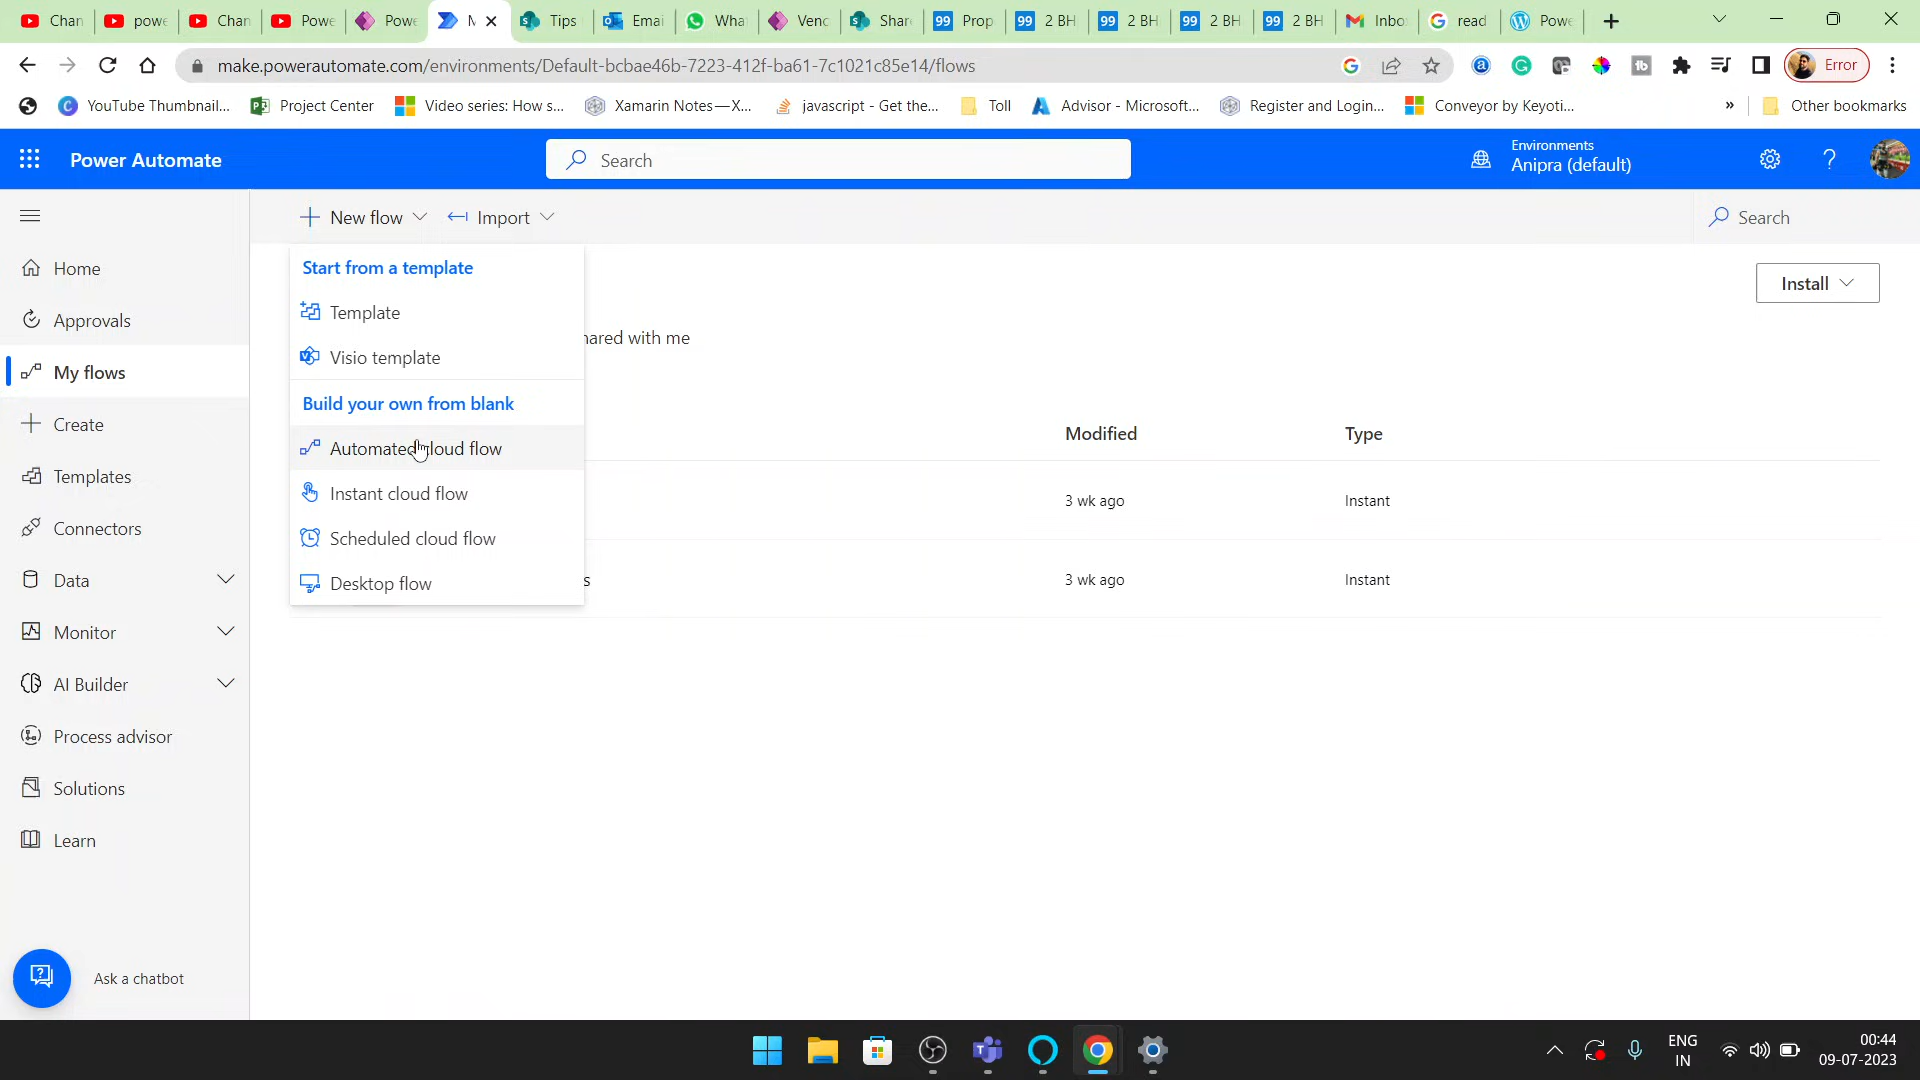 Chan
powe
Chan
Powe
Powe
M
Tips
Emai
Wha
Venc
Share
Prop
2 BH
2 BH
2 BH
2 BH
Inbo
read
Powe
make.powerautomate.com/environments/Default-bcbae46b-7223-412f-ba61-7c1021c85e14/flows
Error
YouTube Thumbnail...
Project Center
Video series: How s...
Xamarin Notes—X...
javascript - Get the...
Toll
Advisor - Microsoft...
Register and Login...
Conveyor by Keyoti...
»
Other bookmarks
Power Automate
Search
Environments
Anipra (default)
New flow
Import
Search
Home
Approvals
My flows
Create
Templates
Connectors
Data
Monitor
AI Builder
Process advisor
Solutions
Learn
Ask a chatbot
Start from a template
Template
Visio template
Build your own from blank
Automated cloud flow
Instant cloud flow
Scheduled cloud flow
Desktop flow
Install
hared with me
Modified
Type
3 wk ago
Instant
s
3 wk ago
Instant
ENG
IN
00:44
09-07-2023